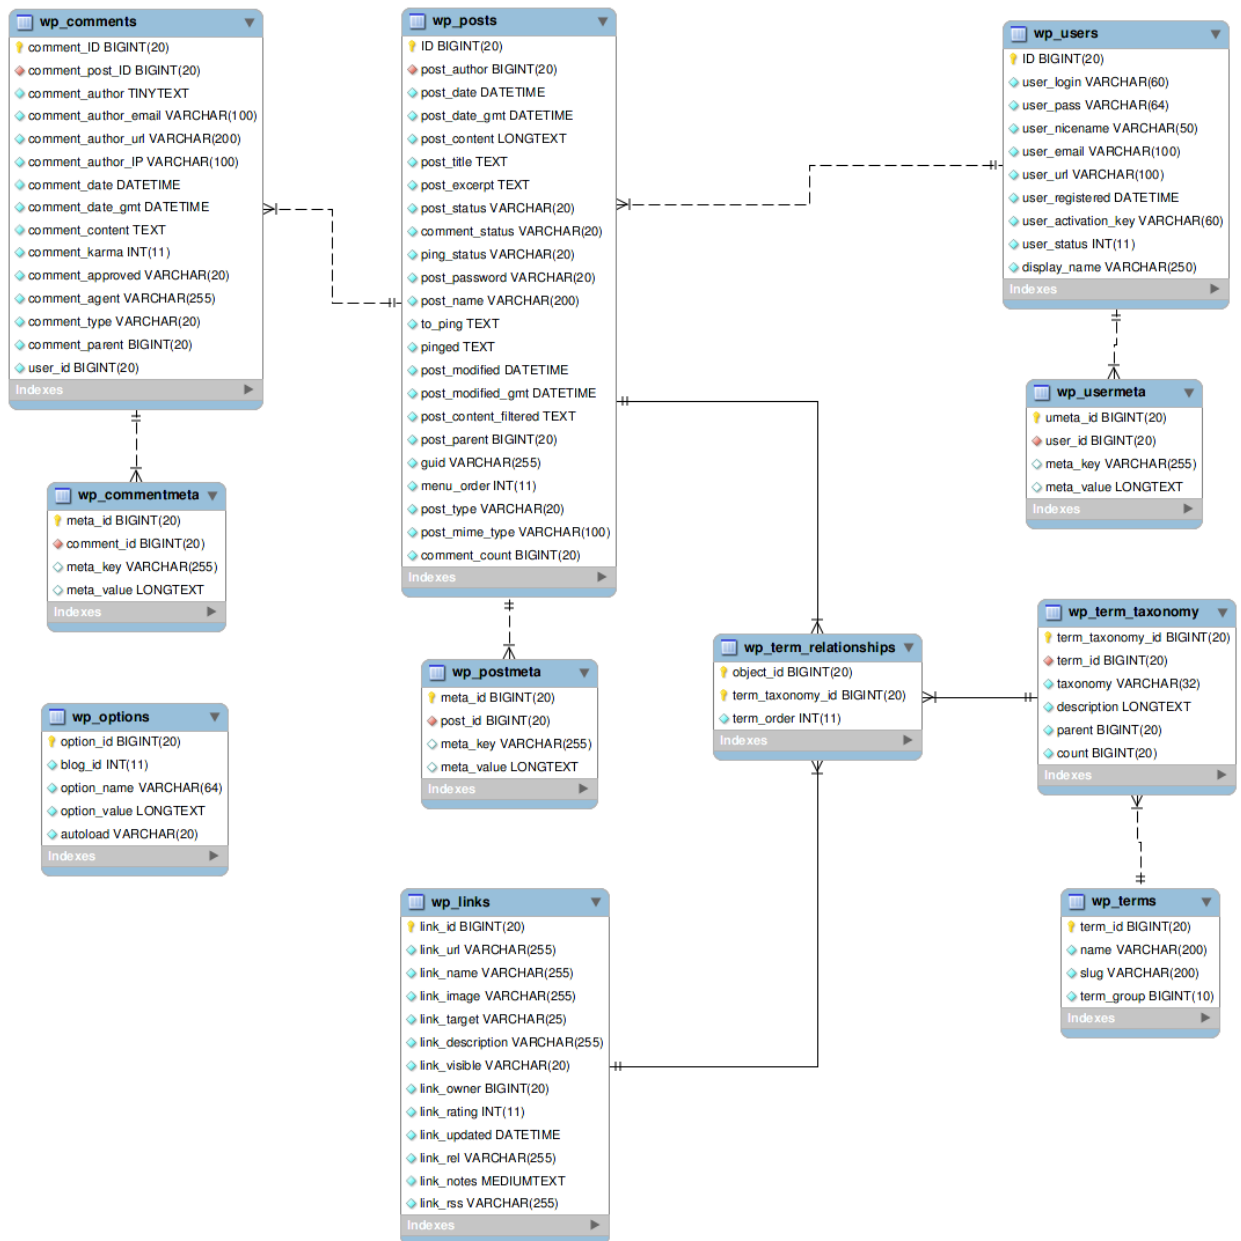 wp_comments
comment_ID BIGINT(20)
comment_post_ID BIGINT(20)
comment_author TINYTEXT
comment_author_email VARCHAR(100)
comment_author_url VARCHAR(200)
comment_author_IP VARCHAR(100)
comment_date DATETIME
comment_date_gmt DATETIME
comment_content TEXT
comment_karma INT(11)
comment_approved VARCHAR(20)
comment_agent VARCHAR(255)
comment_type VARCHAR(20)
comment_parent BIGINT(20)
user_id BIGINT(20)
Indexes
wp_posts
ID BIGINT(20)
post_author BIGINT(20)
post_date DATETIME
post_date_gmt DATETIME
post_content LONGTEXT
post_title TEXT
post_excerpt TEXT
post_status VARCHAR(20)
comment_status VARCHAR(20)
ping_status VARCHAR(20)
post_password VARCHAR(20)
post_name VARCHAR(200)
to_ping TEXT
pinged TEXT
post_modified DATETIME
post_modified_gmt DATETIME
post_content_filtered TEXT
post_parent BIGINT(20)
guid VARCHAR(255)
menu_order INT(11)
post_type VARCHAR(20)
post_mime_type VARCHAR(100)
comment_count BIGINT(20)
Indexes
wp_users
ID BIGINT(20)
user_login VARCHAR(60)
user_pass VARCHAR(64)
user_nicename VARCHAR(50)
user_email VARCHAR(100)
user_url VARCHAR(100)
user_registered DATETIME
user_activation_key VARCHAR(60)
user_status INT(11)
display_name VARCHAR(250)
Indexes
wp_usermeta
umeta_id BIGINT(20)
user_id BIGINT(20)
meta_key VARCHAR(255)
meta_value LONGTEXT
Indexes
wp_commentmeta
meta_id BIGINT(20)
comment_id BIGINT(20)
meta_key VARCHAR(255)
meta_value LONGTEXT
Indexes
wp_postmeta
meta_id BIGINT(20)
post_id BIGINT(20)
meta_key VARCHAR(255)
meta_value LONGTEXT
Indexes
wp_term_relationships
object_id BIGINT(20)
term_taxonomy_id BIGINT(20)
term_order INT(11)
Indexes
wp_term_taxonomy
term_taxonomy_id BIGINT(20)
term_id BIGINT(20)
taxonomy VARCHAR(32)
description LONGTEXT
parent BIGINT(20)
count BIGINT(20)
Indexes
wp_options
option_id BIGINT(20)
blog_id INT(11)
option_name VARCHAR(64)
option_value LONGTEXT
autoload VARCHAR(20)
Indexes
wp_links
link_id BIGINT(20)
link_url VARCHAR(255)
link_name VARCHAR(255)
link_image VARCHAR(255)
link_target VARCHAR(25)
link_description VARCHAR(255)
link_visible VARCHAR(20)
link_owner BIGINT(20)
link_rating INT(11)
link_updated DATETIME
link_rel VARCHAR(255)
link_notes MEDIUMTEXT
link_rss VARCHAR(255)
Indexes
wp_terms
term_id BIGINT(20)
name VARCHAR(200)
slug VARCHAR(200)
term_group BIGINT(10)
Indexes